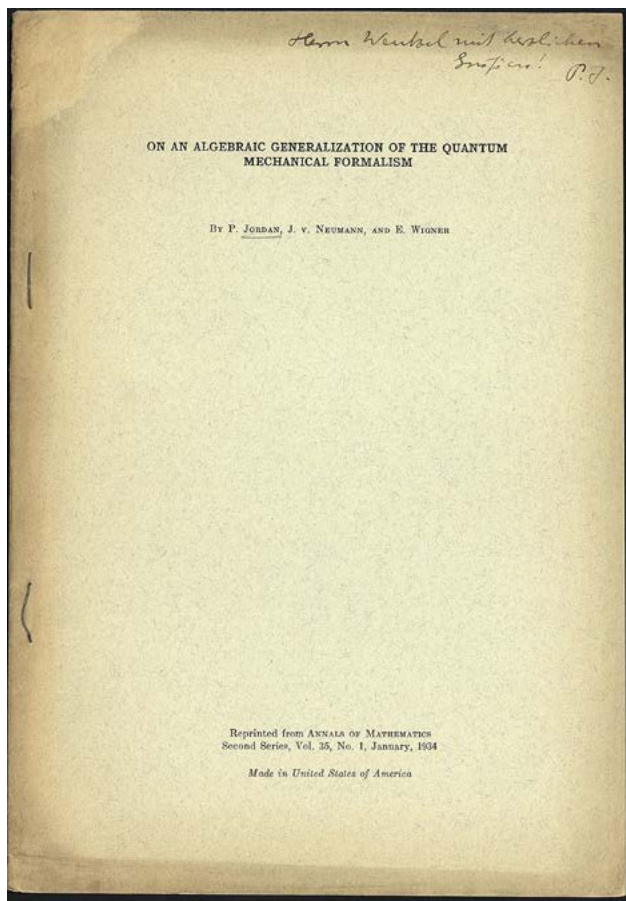 Herrn Wentzel mit herzlichen
Grüßen! P. J.
ON AN ALGEBRAIC GENERALIZATION OF THE QUANTUM
MECHANICAL FORMALISM
BY P. JORDAN, J. V. NEUMANN, AND E. WIGNER
Reprinted from ANNALS OF MATHEMATICS
Second Series, Vol. 35, No. 1, January, 1934
Made in United States of America